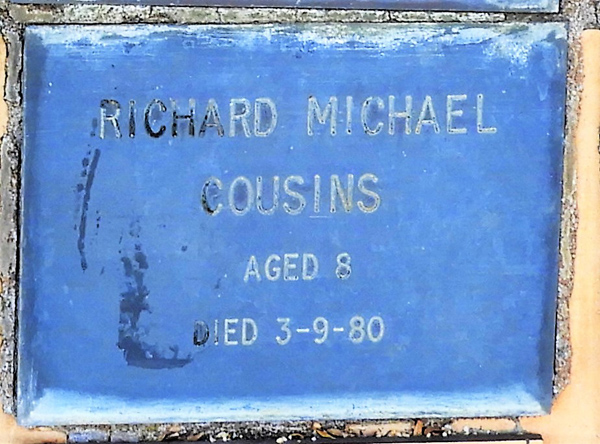 RICHARD MICHAEL
COUSINS
AGED 8
DIED 3-9-80